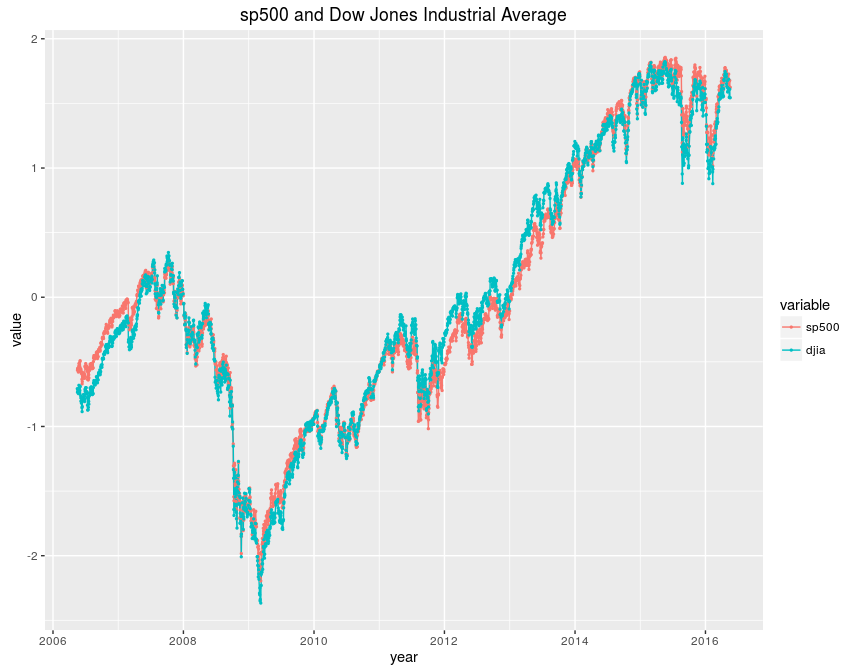 sp500 and Dow Jones Industrial Average
2
1
0
-1
-2
value
2006 2008 2010 2012 2014 2016
year
variable
sp500
djia